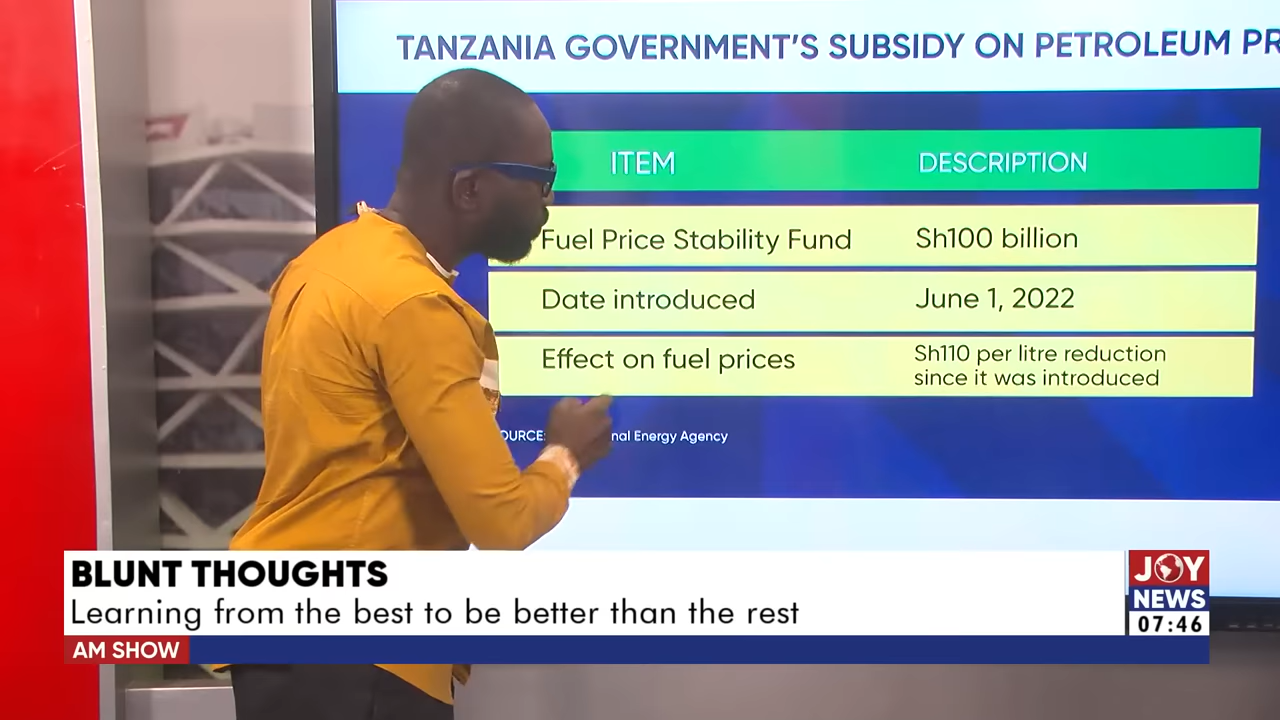 TANZANIA GOVERNMENT'S SUBSIDY ON PETROLEUM PR
ITEM DESCRIPTION
Fuel Price Stability Fund Sh100 billion
Date introduced June 1, 2022
Effect on fuel prices Sh110 per litre reduction
since it was introduced
OURCE: nal Energy Agency
BLUNT THOUGHTS
Learning from the best to be better than the rest
JOY
NEWS
07:46
AM SHOW